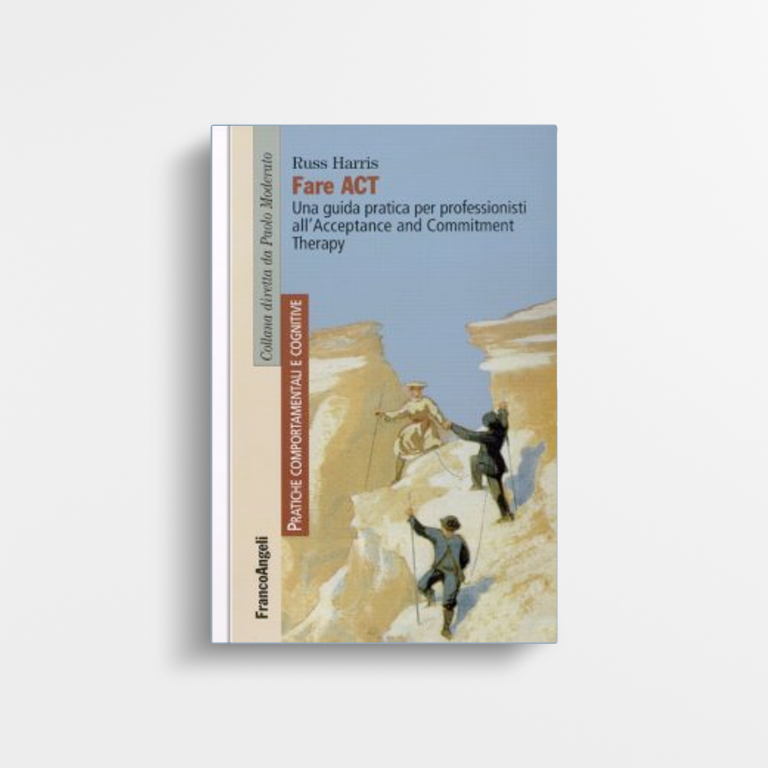 Russ Harris
Fare ACT
Una guida pratica per professionisti
all'Acceptance and Commitment
Therapy
Collana diretta da Paolo Moderato
PRATICHE COMPORTAMENTALI E COGNITIVE
FrancoAngeli